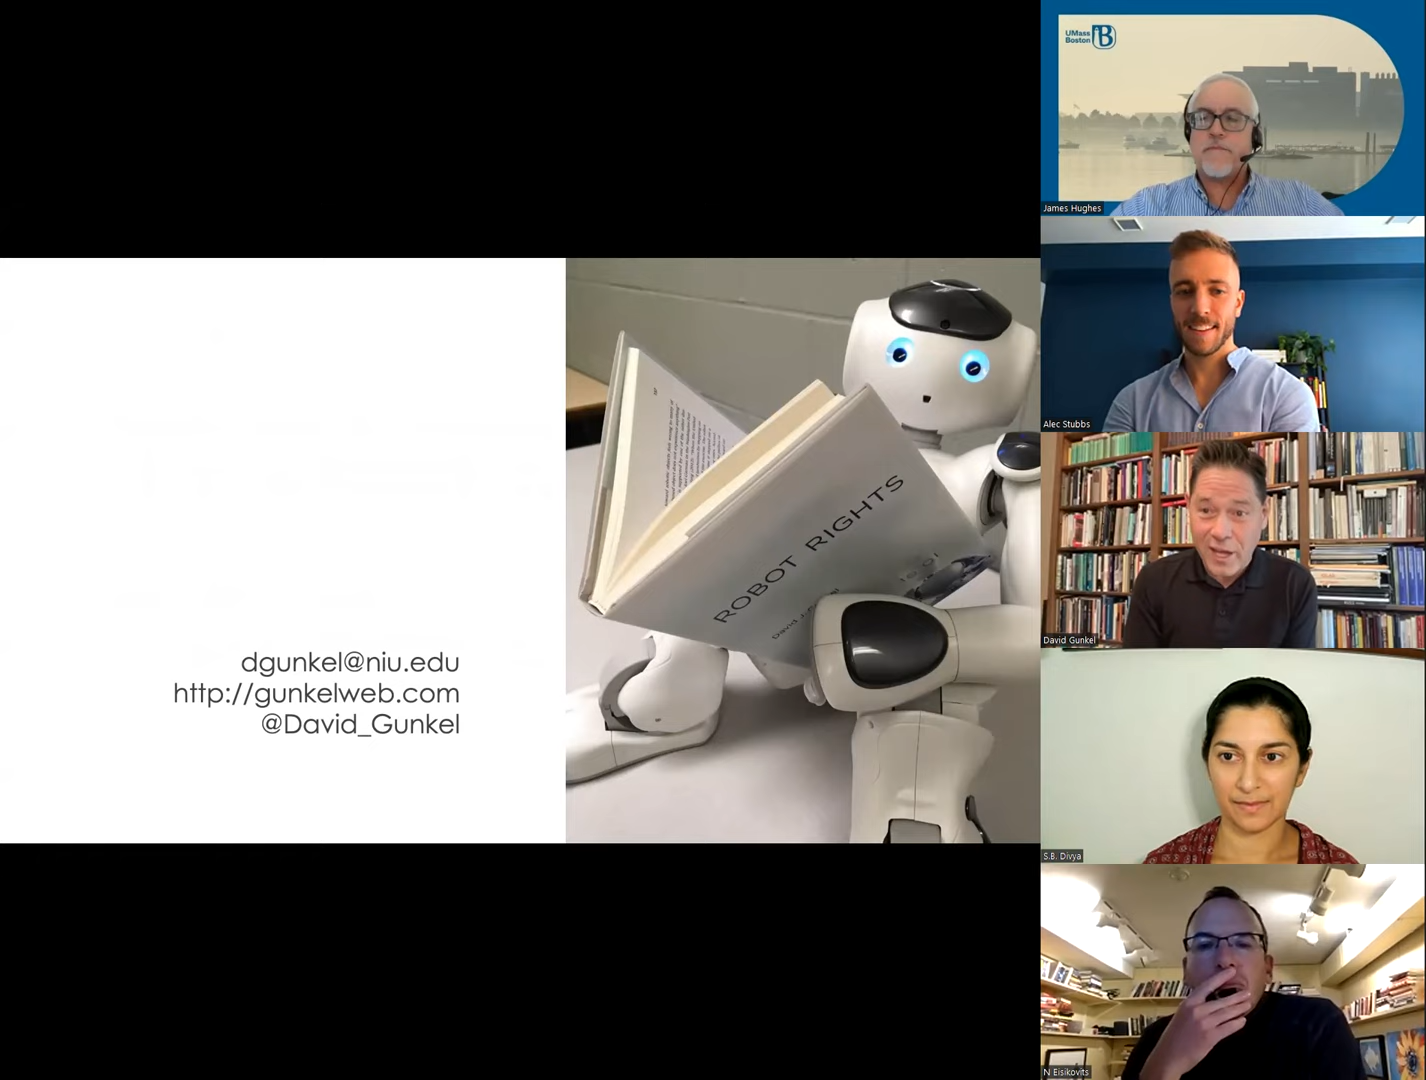 dgunkel@niu.edu
http://gunkelweb.com
@David_Gunkel
ROBOT RIGHTS
UMass
Boston
B
James Hughes
Alec Stubbs
David Gunkel
S.B. Divya
N Eisikovits